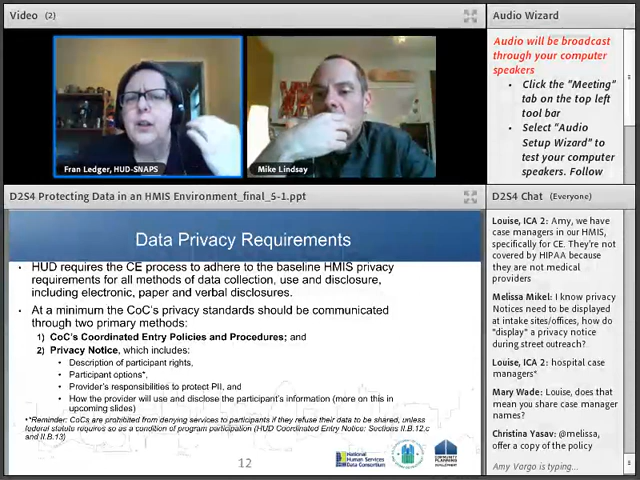 Video (2)
Fran Ledger, HUD-SNAPS
Mike Lindsay
Audio Wizard
Audio will be broadcast
through your computer
speakers
• Click the "Meeting"
tab on the top left
tool bar
• Select "Audio
Setup Wizard" to
test your computer
speakers. Follow
D2S4 Protecting Data in an HMIS Environment_final_5-1.ppt
Data Privacy Requirements
• HUD requires the CE process to adhere to the baseline HMIS privacy
requirements for all methods of data collection, use and disclosure,
including electronic, paper and verbal disclosures.
• At a minimum the CoC's privacy standards should be communicated
through two primary methods:
1) CoC's Coordinated Entry Policies and Procedures; and
2) Privacy Notice, which includes:
• Description of participant rights,
• Participant options*,
• Provider's responsibilities to protect PII, and
• How the provider will use and disclose the participant's information (more on this in
upcoming slides)
•*Reminder: CoCs are prohibited from denying services to participants if they refuse their data to be shared, unless
federal statute requires so as a condition of program participation (HUD Coordinated Entry Notice: Sections II.B.12.c
and II.B.13)
12
National
Human Services
Data Consortium
COMMUNITY PLANNING
DEVELOPMENT
D2S4 Chat (Everyone)
Louise, ICA 2: Amy, we have
case managers in our HMIS,
specifically for CE. They're not
covered by HIPAA because
they are not medical
providers
Melissa Mikel: I know privacy
Notices need to be displayed
at intake sites/offices, how do
"display" a privacy notice
during street outreach?
Louise, ICA 2: hospital case
managers*
Mary Wade: Louise, does that
mean you share case manager
names?
Christina Yasav: @melissa,
offer a copy of the policy
Amy Vargo is typing...